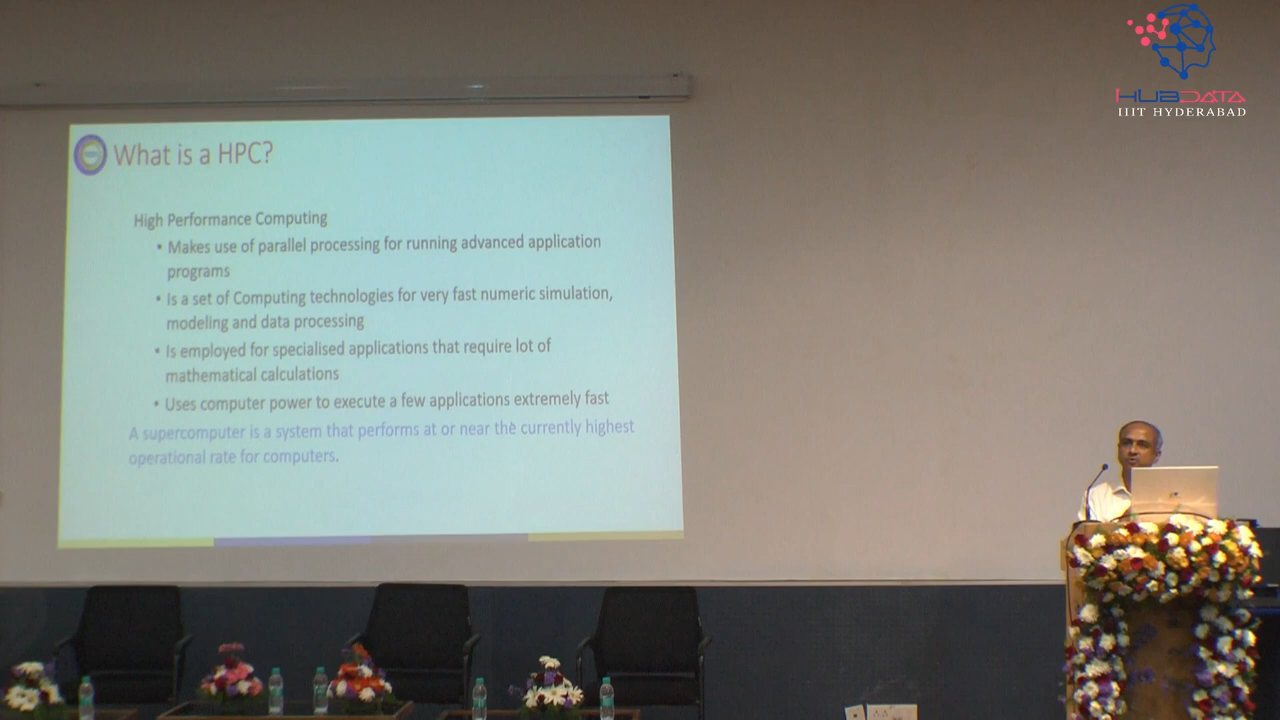 What is a HPC?
High Performance Computing
• Makes use of parallel processing for running advanced application
programs
• Is a set of Computing technologies for very fast numeric simulation,
modeling and data processing
• Is employed for specialised applications that require lot of
mathematical calculations
• Uses computer power to execute a few applications extremely fast
A supercomputer is a system that performs at or near the currently highest
operational rate for computers.
IHUBDATA
IIIT HYDERABAD